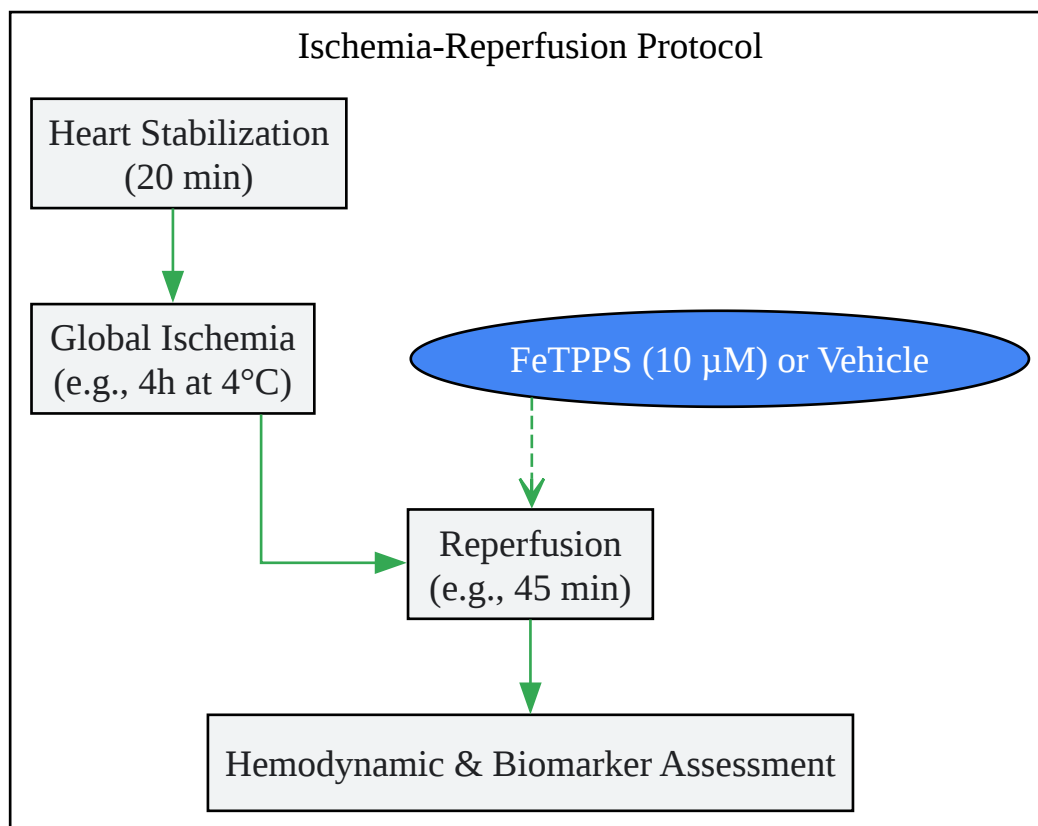 Ischemia-Reperfusion Protocol
Heart Stabilization
(20 min)
Global Ischemia
(e.g., 4h at 4°C)
FeTPPS (10 µM) or Vehicle
Reperfusion
(e.g., 45 min)
Hemodynamic & Biomarker Assessment